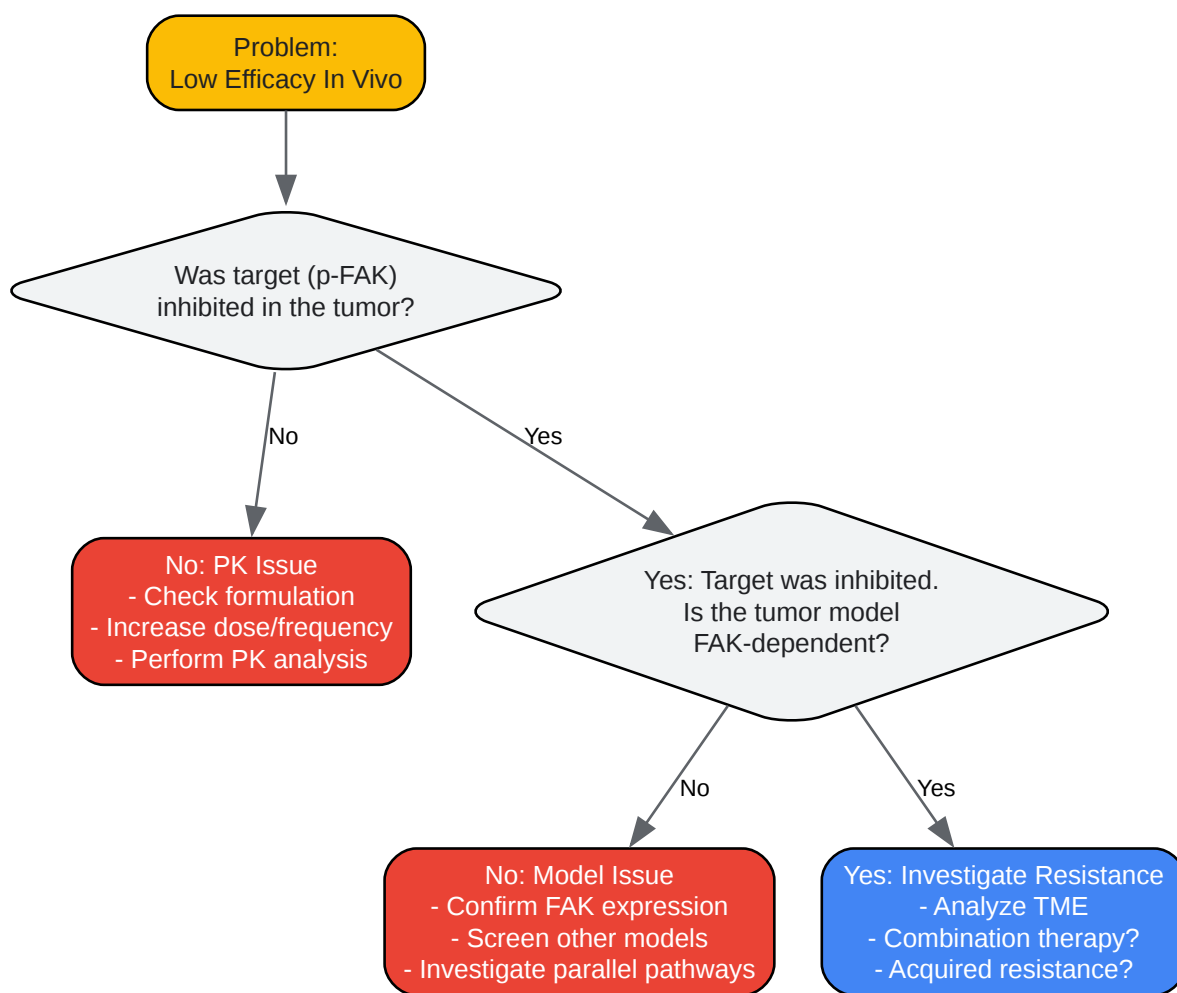 Problem:
Low Efficacy In Vivo
Was target (p-FAK)
inhibited in the tumor?
No
Yes
No: PK Issue
- Check formulation
- Increase dose/frequency
- Perform PK analysis
Yes: Target was inhibited.
Is the tumor model
FAK-dependent?
No
Yes
No: Model Issue
- Confirm FAK expression
- Screen other models
- Investigate parallel pathways
Yes: Investigate Resistance
- Analyze TME
- Combination therapy?
- Acquired resistance?